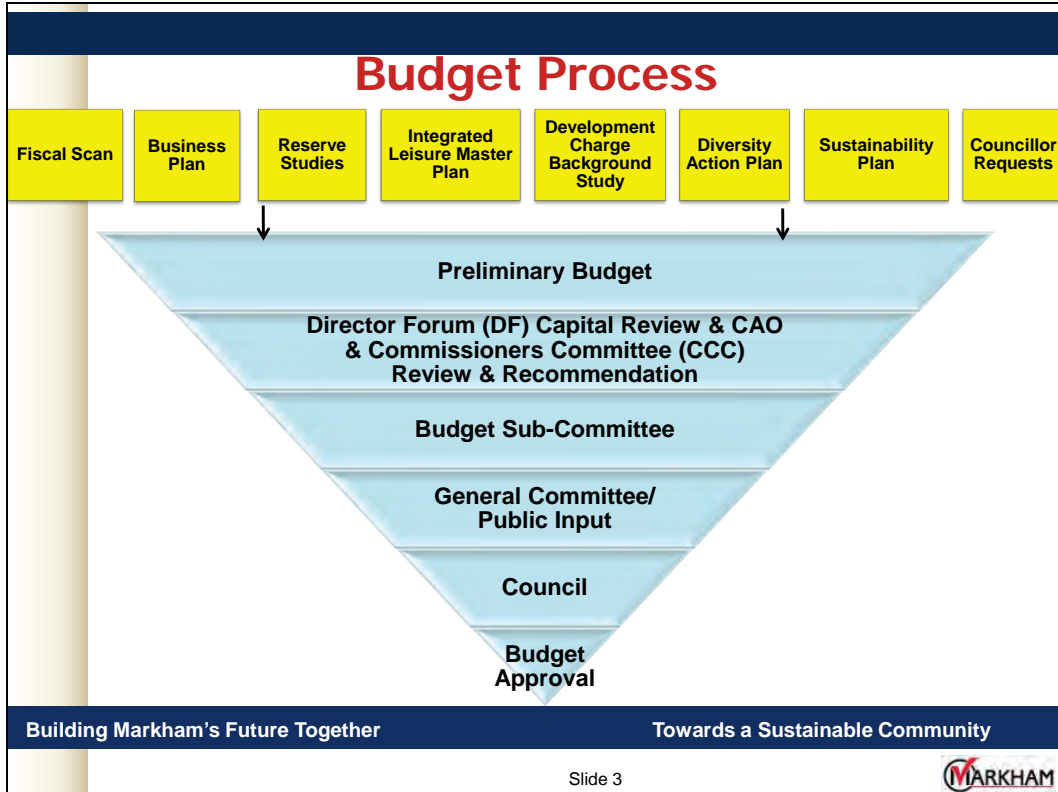 Budget Process
Fiscal Scan
Business
Plan
Reserve
Studies
Integrated
Leisure Master
Plan
Development
Charge
Background
Study
Diversity
Action Plan
Sustainability
Plan
Councillor
Requests
Preliminary Budget
Director Forum (DF) Capital Review & CAO
& Commissioners Committee (CCC)
Review & Recommendation
Budget Sub-Committee
General Committee/
Public Input
Council
Budget
Approval
Building Markham's Future Together
Towards a Sustainable Community
Slide 3
MARKHAM